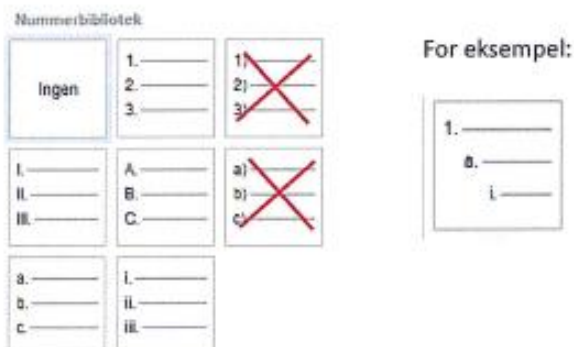 Nummerbibliotek
Ingen
1.
2.
3.
1)
2)
3)
I.
II.
III.
A.
B.
C.
a)
b)
c)
a.
b.
c.
i.
ii.
iii.
For eksempel:
1.
a.
i.